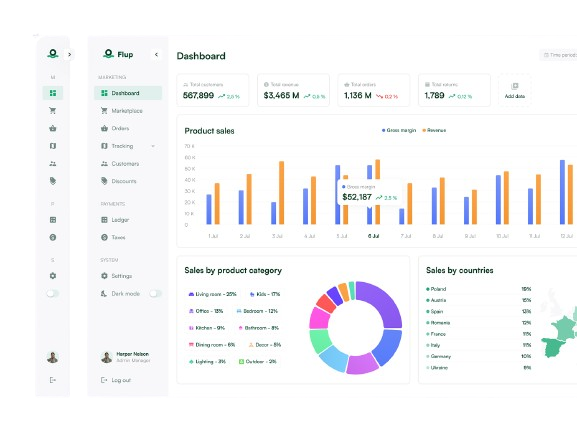 M
P
S
Flup
MARKETING
Dashboard
Marketplace
Orders
Tracking
Customers
Discounts
PAYMENTS
Ledger
Taxes
SYSTEM
Settings
Dark mode
Harper Nelson
Admin Manager
Log out
Dashboard
Time period:
Total customers
567,899 2,5 %
Total revenue
$3,465 M 0,5 %
Total orders
1,136 M 0,2 %
Total returns
1,789 0,12 %
Add data
Product sales
Gross margin Revenue
70 K
60 K
50 K
40 K
30 K
20 K
10 K
0
Gross margin
$52,187 2.5 %
1 Jul 2 Jul 3 Jul 4 Jul 5 Jul 6 Jul 7 Jul 8 Jul 9 Jul 10 Jul 11 Jul 12 Jul
Sales by product category
Living room - 25% Kids - 17%
Office - 13% Bedroom - 12%
Kitchen - 9% Bathroom - 8%
Dining room - 6% Decor - 5%
Lighting - 3% Outdoor - 2%
Sales by countries
Poland 19%
Austria 15%
Spain 13%
Romania 12%
France 11%
Italy 11%
Germany 10%
Ukraine 9%